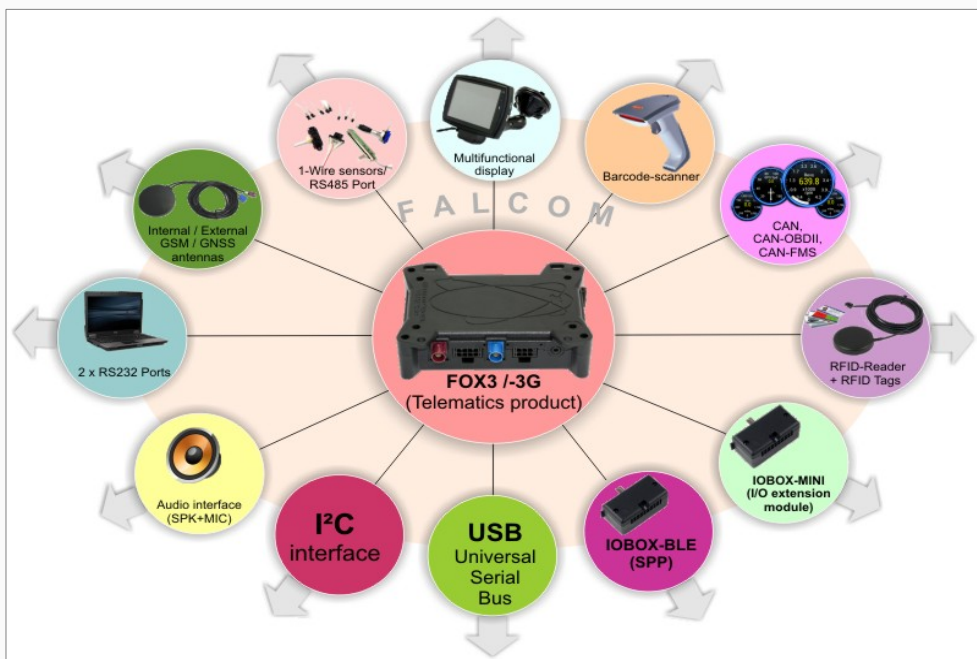 Multifunctional
display
1-Wire sensors/
RS485 Port
Barcode-scanner
FALCOM
Internal / External
GSM / GNSS
antennas
CAN,
CAN-OBDII,
CAN-FMS
639.8
2 x RS232 Ports
FOX3 /-3G
(Telematics product)
RFID-Reader
+ RFID Tags
Audio interface
(SPK+MIC)
IOBOX-MINI
(I/O extension
module)
I²C
interface
USB
Universal
Serial
Bus
IOBOX-BLE
(SPP)